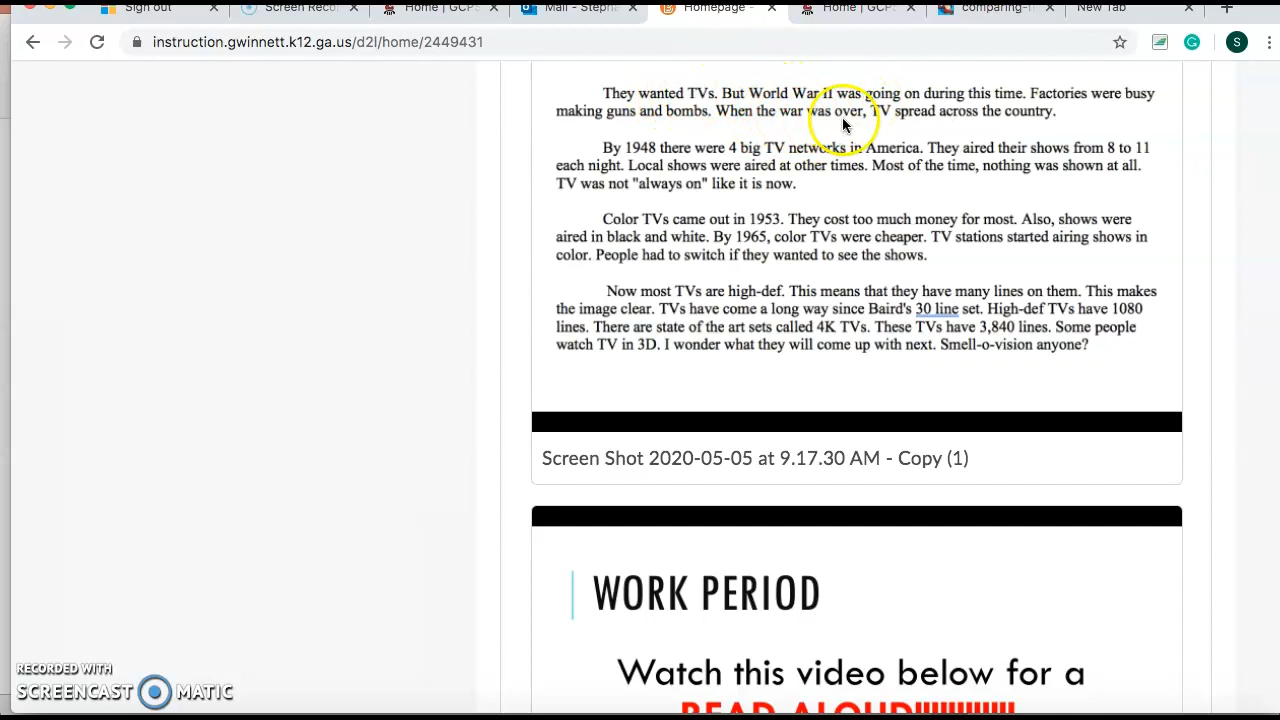 Sign out
Screen Reco
Home | GCPS
Mail - Steph
Homepage -
Home | GCPS
comparing-
New Tab
instruction.gwinnett.k12.ga.us/d2l/home/2449431
S
They wanted TVs. But World War II was going on during this time. Factories were busy
making guns and bombs. When the war was over, TV spread across the country.
By 1948 there were 4 big TV networks in America. They aired their shows from 8 to 11
each night. Local shows were aired at other times. Most of the time, nothing was shown at all.
TV was not "always on" like it is now.
Color TVs came out in 1953. They cost too much money for most. Also, shows were
aired in black and white. By 1965, color TVs were cheaper. TV stations started airing shows in
color. People had to switch if they wanted to see the shows.
Now most TVs are high-def. This means that they have many lines on them. This makes
the image clear. TVs have come a long way since Baird's 30 line set. High-def TVs have 1080
lines. There are state of the art sets called 4K TVs. These TVs have 3,840 lines. Some people
watch TV in 3D. I wonder what they will come up with next. Smell-o-vision anyone?
Screen Shot 2020-05-05 at 9.17.30 AM - Copy (1)
WORK PERIOD
Watch this video below for a
READ ALOUD!!!!!!!!!!!!
RECORDED WITH
SCREENCAST MATIC